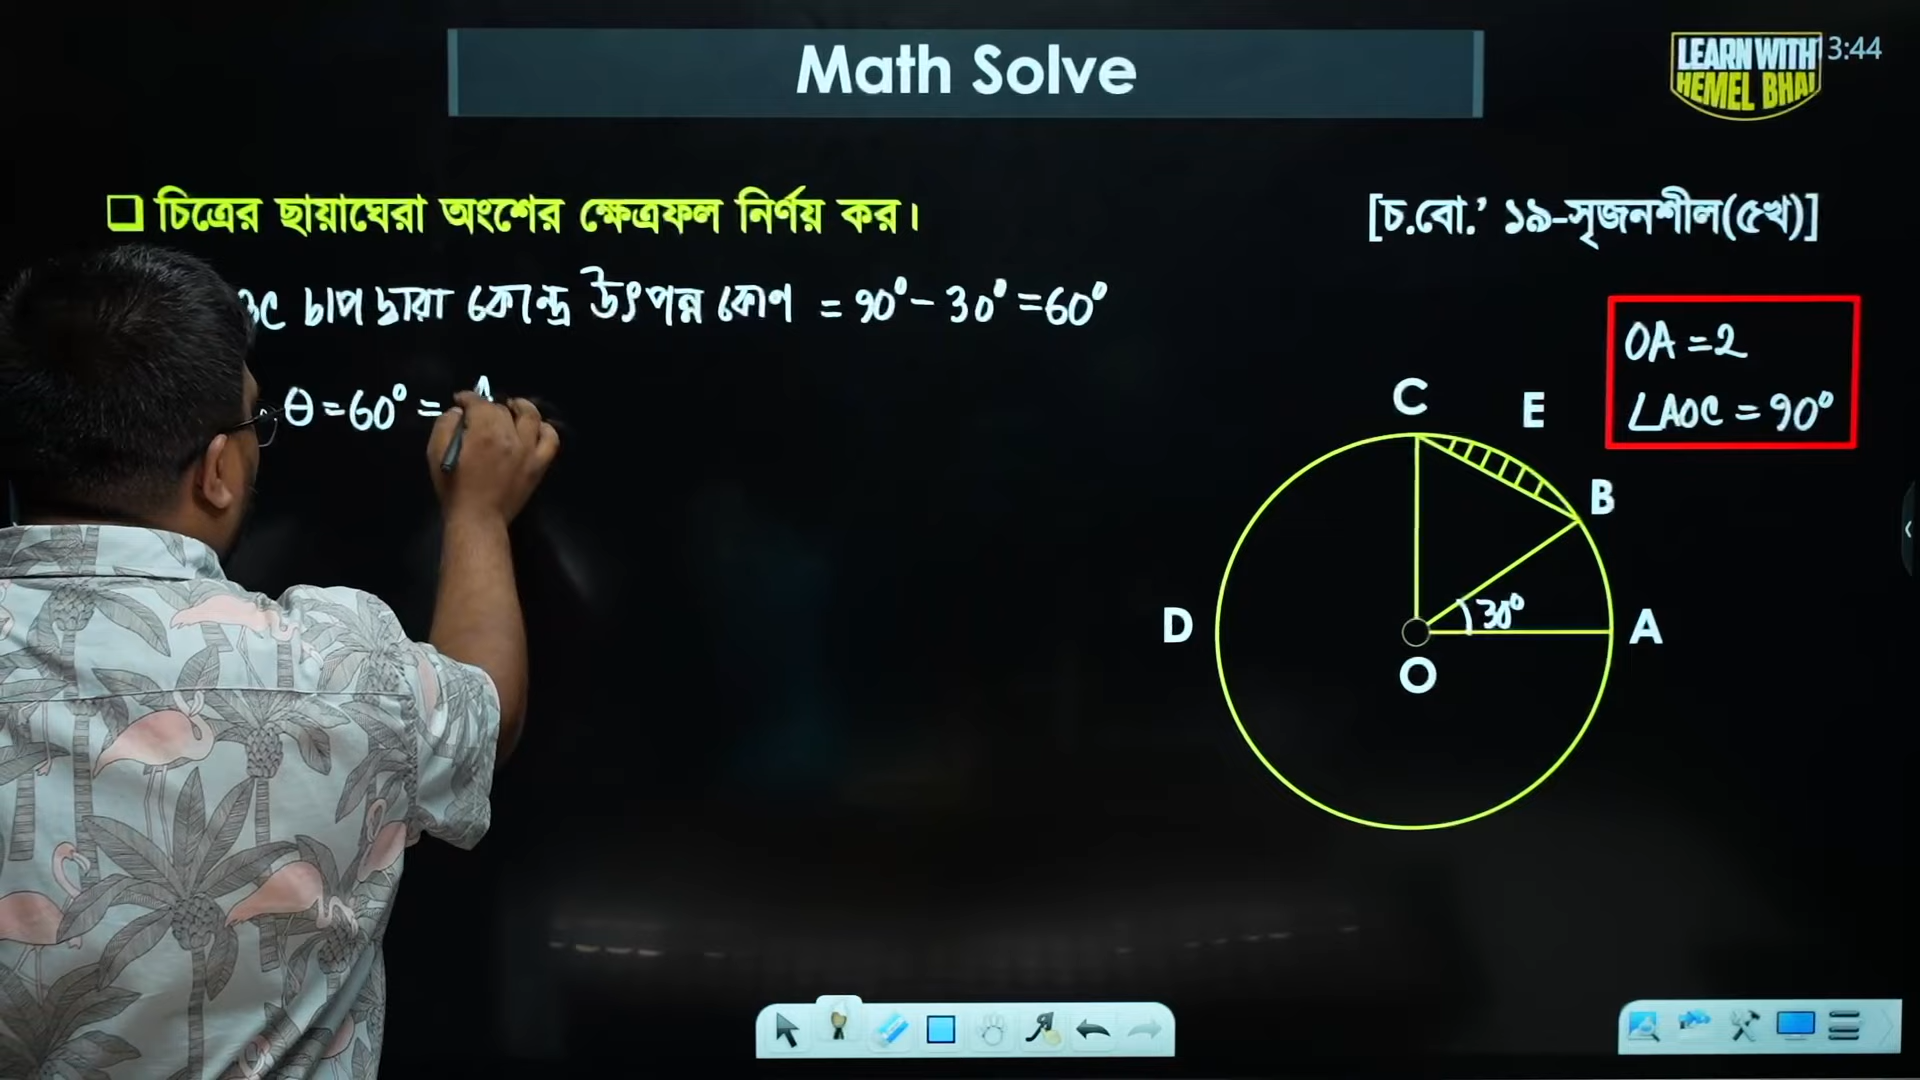 Math Solve
LEARN WITH
HEMEL BHAI
3:44
❑ চিত্রের ছায়াঘেরা অংশের ক্ষেত্রফল নির্ণয় কর।
[চ.বো.’ ১৯-সৃজনশীল(৫খ)]
চাপ দ্বারা কেন্দ্রে উৎপন্ন কোণ = 90° - 30° = 60°
OA = 2
∠AOC = 90°
θ = 60° =
C
E
B
D
30°
A
O